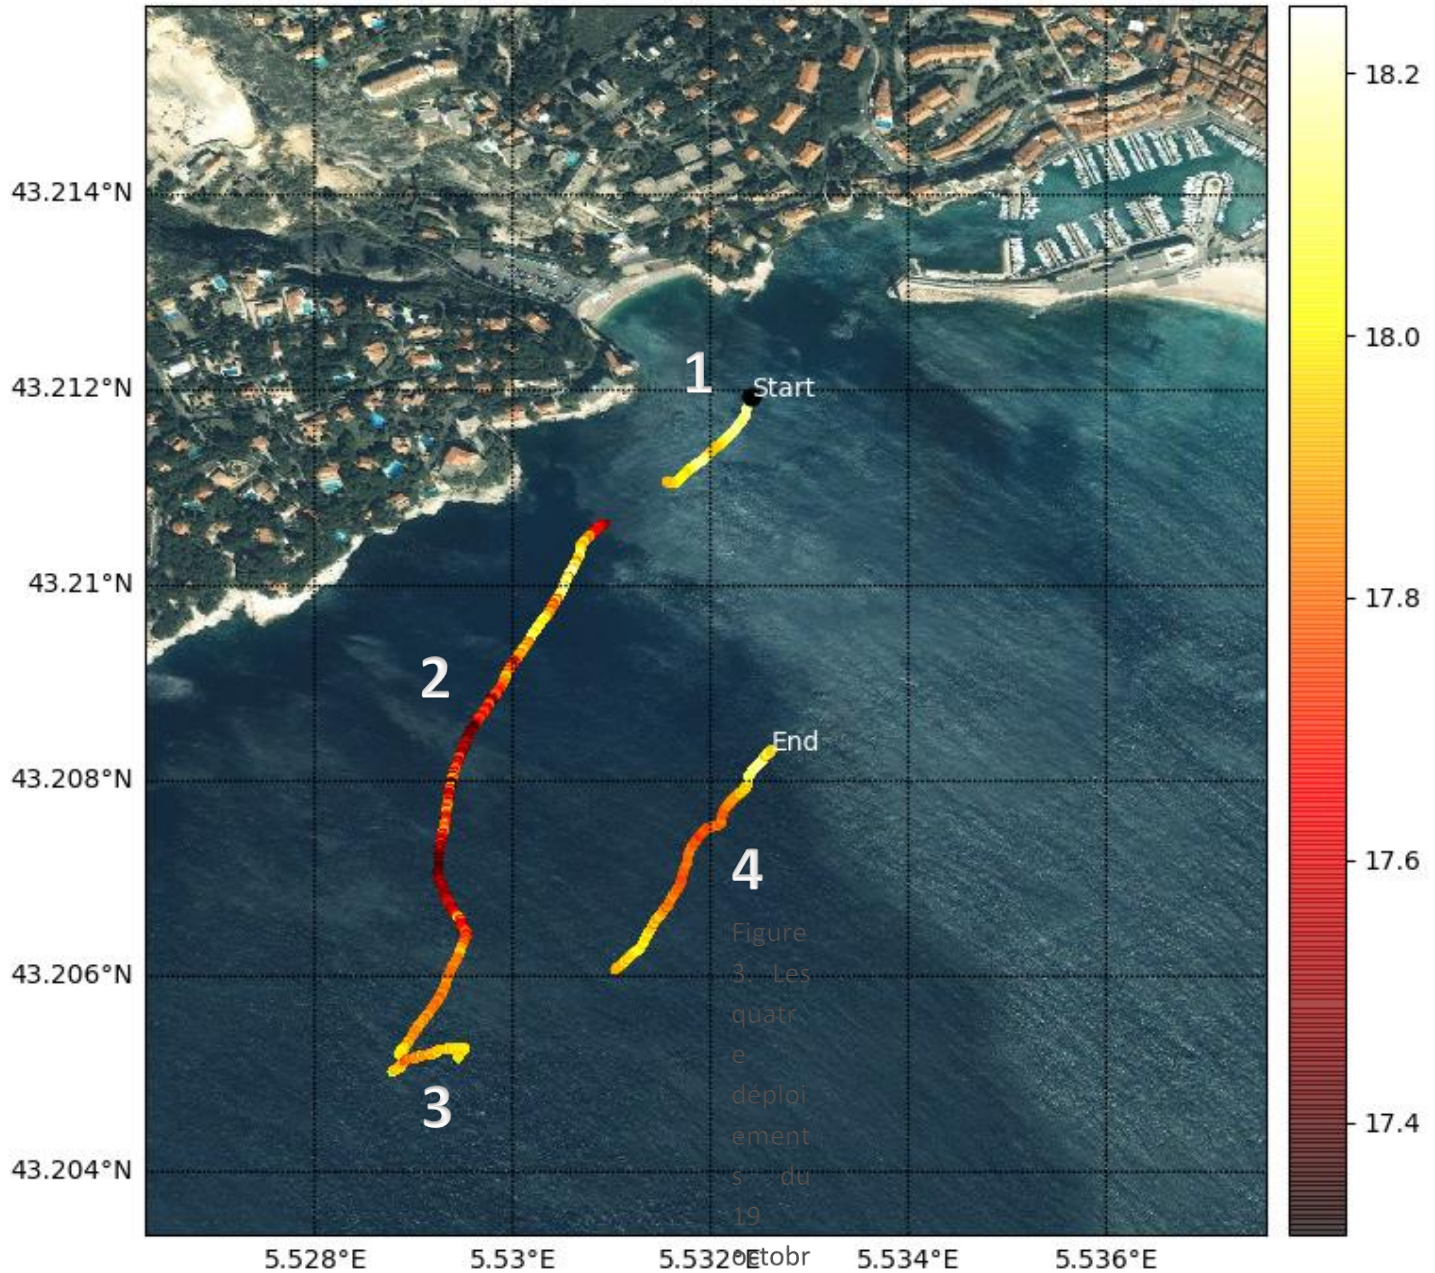 18.2
43.214°N
18.0
1
Start
43.212°N
43.21°N
17.8
2
End
43.208°N
17.6
4
Figure
3. Les
quatr
e
déploi
ement
s du
19
octobr
43.206°N
3
17.4
43.204°N
5.528°E 5.53°E 5.532°E 5.534°E 5.536°E